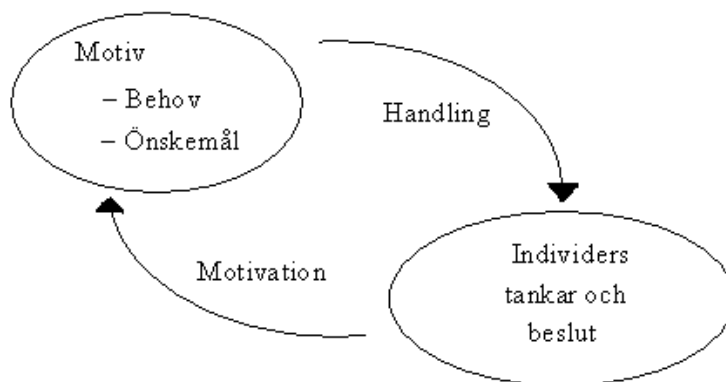 Motiv
– Behov
– Önskemål
Handling
Motivation
Individers
tankar och
beslut